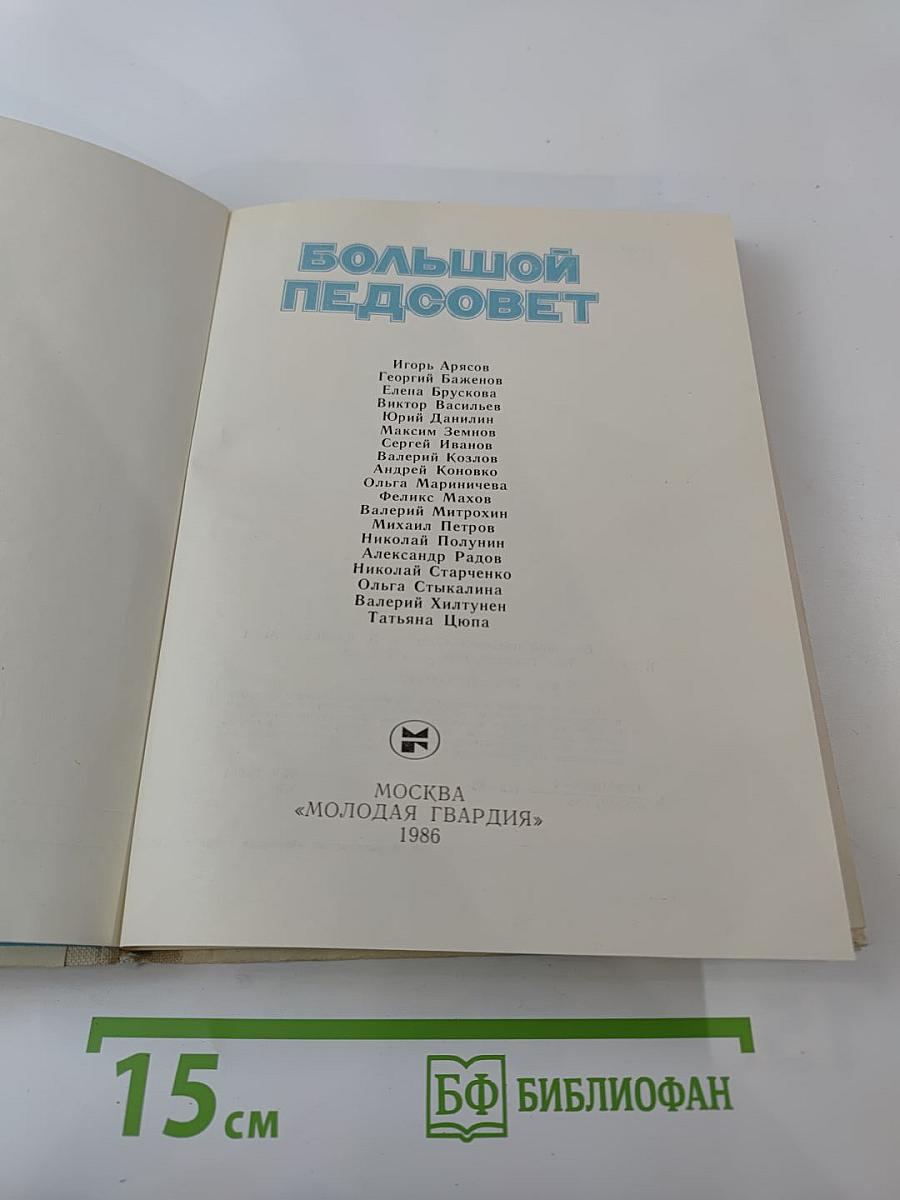 БОЛЬШОЙ
ПЕДСОВЕТ
Игорь Арясов
Георгий Баженов
Елена Брускова
Виктор Васильев
Юрий Данилин
Максим Земнов
Сергей Иванов
Валерий Козлов
Андрей Коновко
Ольга Мариничева
Феликс Махов
Валерий Митрохин
Михаил Петров
Николай Полунин
Александр Радов
Николай Старченко
Ольга Стыкалина
Валерий Хилтунен
Татьяна Цюпа
МОСКВА
«МОЛОДАЯ ГВАРДИЯ»
1986
15 см
БФ БИБЛИОФАН